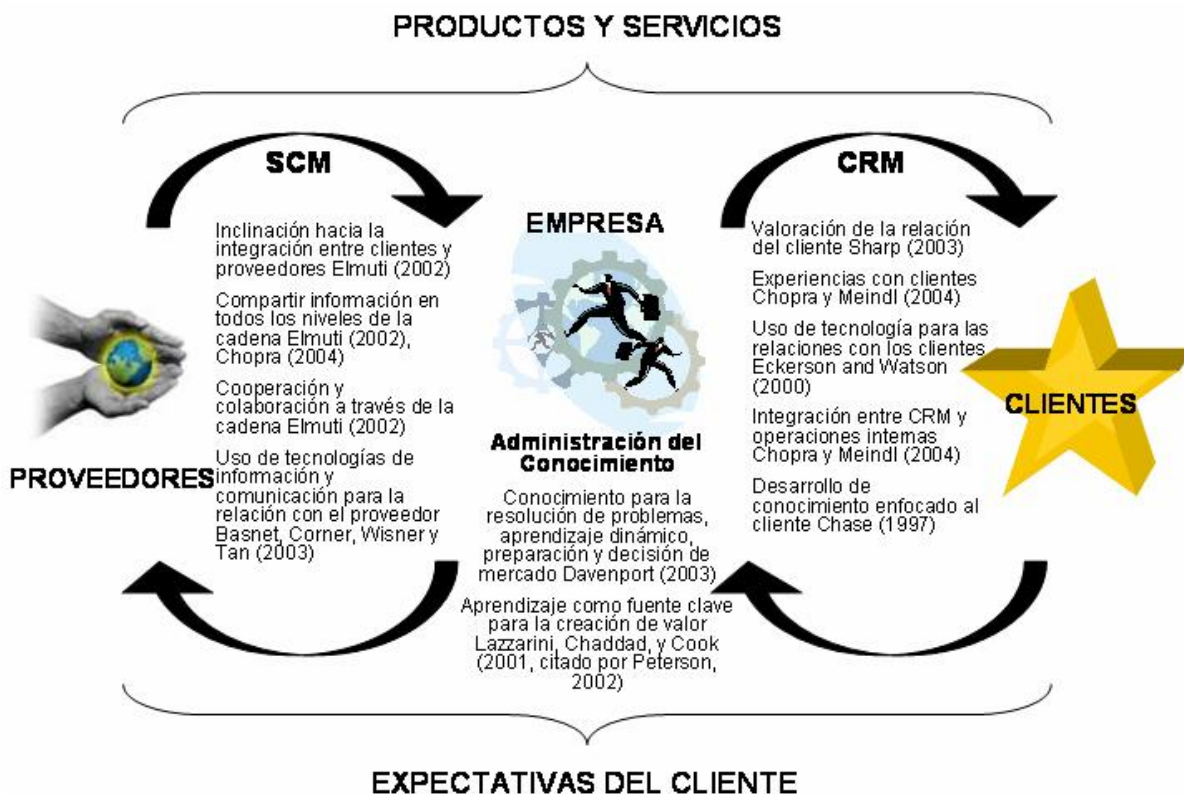 PRODUCTOS Y SERVICIOS
SCM
Inclinación hacia la
integración entre clientes y
proveedores Elmuti (2002)
Compartir información en
todos los niveles de la
cadena Elmuti (2002),
Chopra (2004)
Cooperación y
colaboración a través de la
cadena Elmuti (2002)
Uso de tecnologías de
información y
comunicación para la
relación con el proveedor
Basnet, Corner, Wisner y
Tan (2003)
PROVEEDORES
EMPRESA
Administración del
Conocimiento
Conocimiento para la
resolución de problemas,
aprendizaje dinámico,
preparación y decisión de
mercado Davenport (2003)
Aprendizaje como fuente clave
para la creación de valor
Lazzarini, Chaddad, y Cook
(2001, citado por Peterson,
2002)
CRM
Valoración de la relación
del cliente Sharp (2003)
Experiencias con clientes
Chopra y Meindl (2004)
Uso de tecnología para las
relaciones con los clientes
Eckerson and Watson
(2000)
Integración entre CRM y
operaciones internas
Chopra y Meindl (2004)
Desarrollo de
conocimiento enfocado al
cliente Chase (1997)
CLIENTES
EXPECTATIVAS DEL CLIENTE